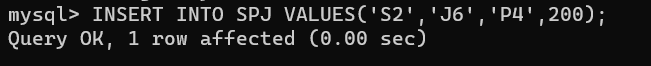 mysql> INSERT INTO SPJ VALUES('S2','J6','P4',200);
Query OK, 1 row affected (0.00 sec)